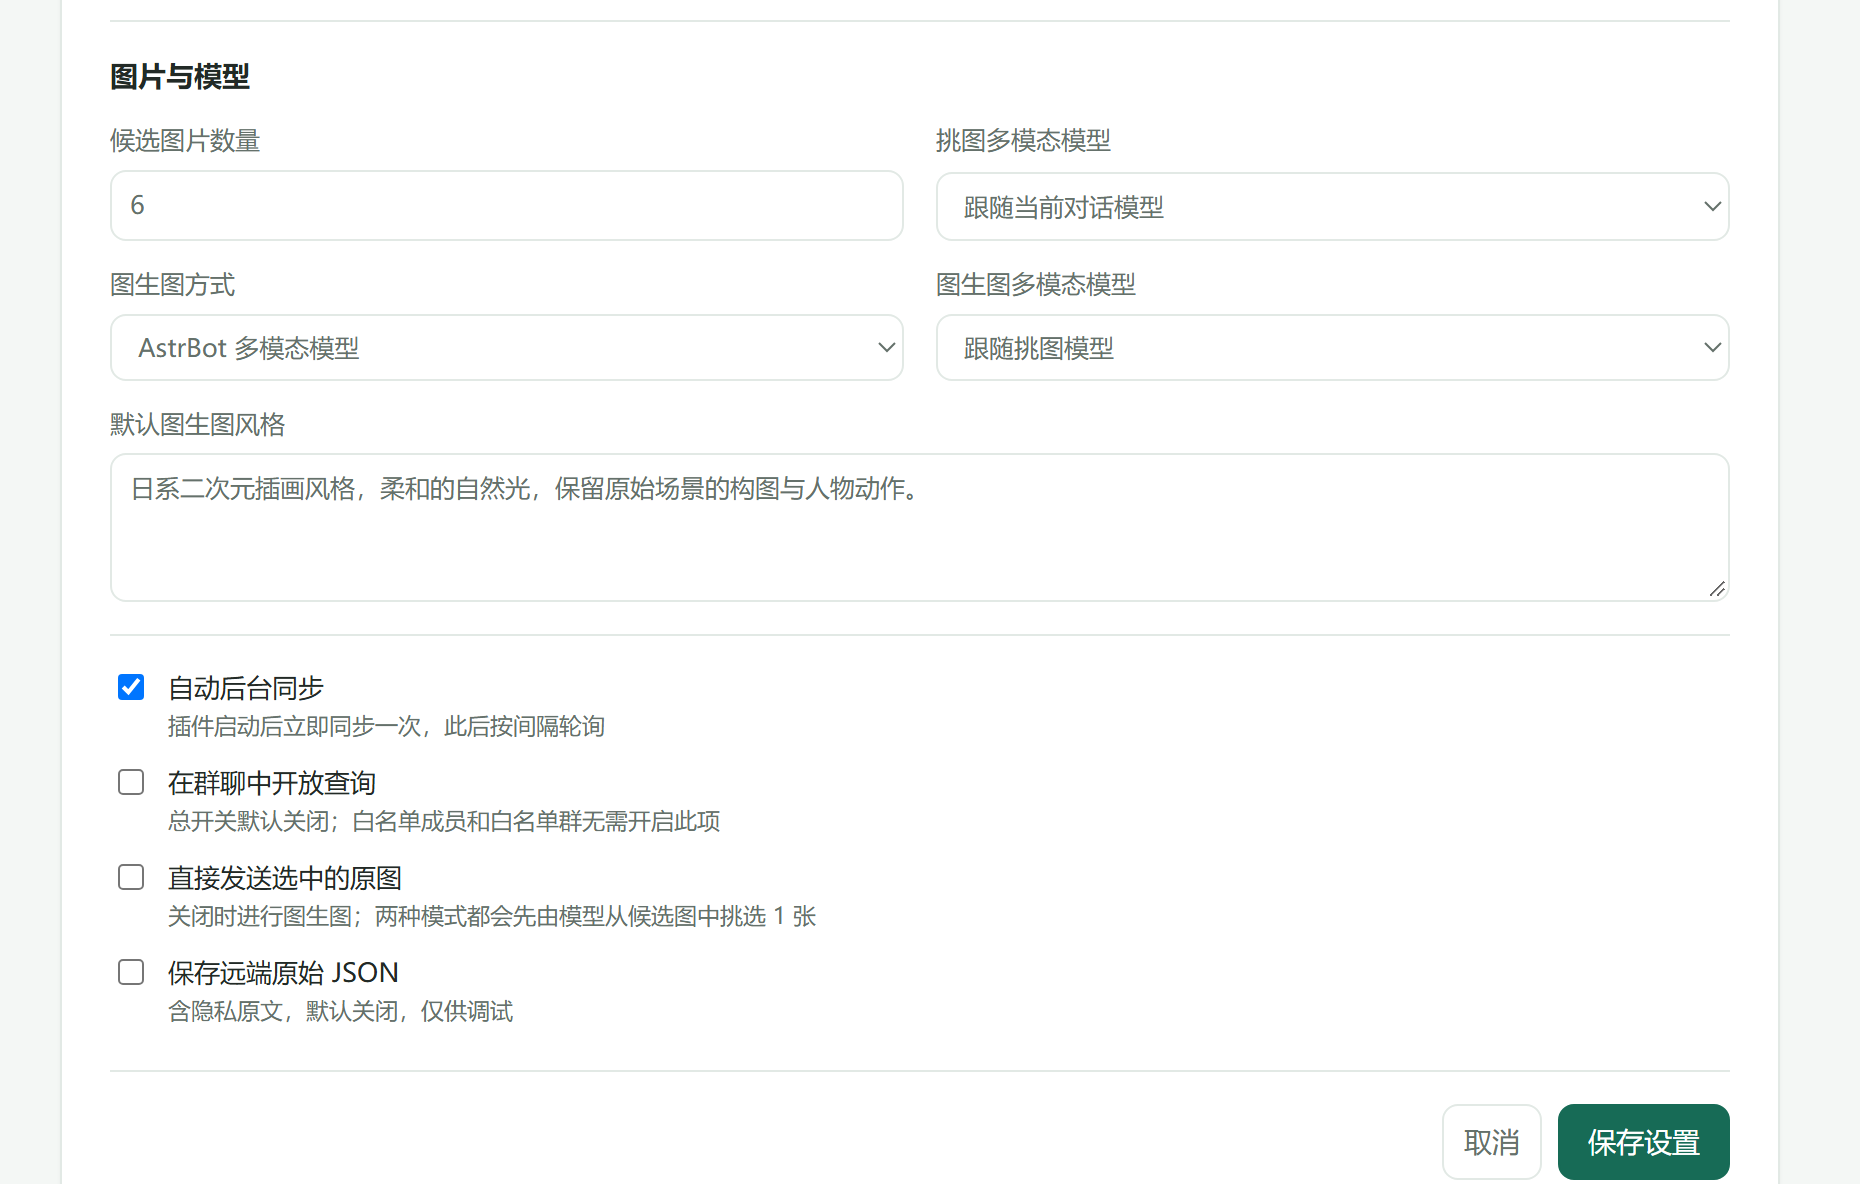 图片与模型
候选图片数量
挑图多模态模型
6
跟随当前对话模型
图生图方式
图生图多模态模型
AstrBot 多模态模型
跟随挑图模型
默认图生图风格
日系二次元插画风格，柔和的自然光，保留原始场景的构图与人物动作。
自动后台同步
插件启动后立即同步一次，此后按间隔轮询
在群聊中开放查询
总开关默认关闭；白名单成员和白名单群无需开启此项
直接发送选中的原图
关闭时进行图生图；两种模式都会先由模型从候选图中挑选 1 张
保存远端原始 JSON
含隐私原文，默认关闭，仅供调试
取消
保存设置